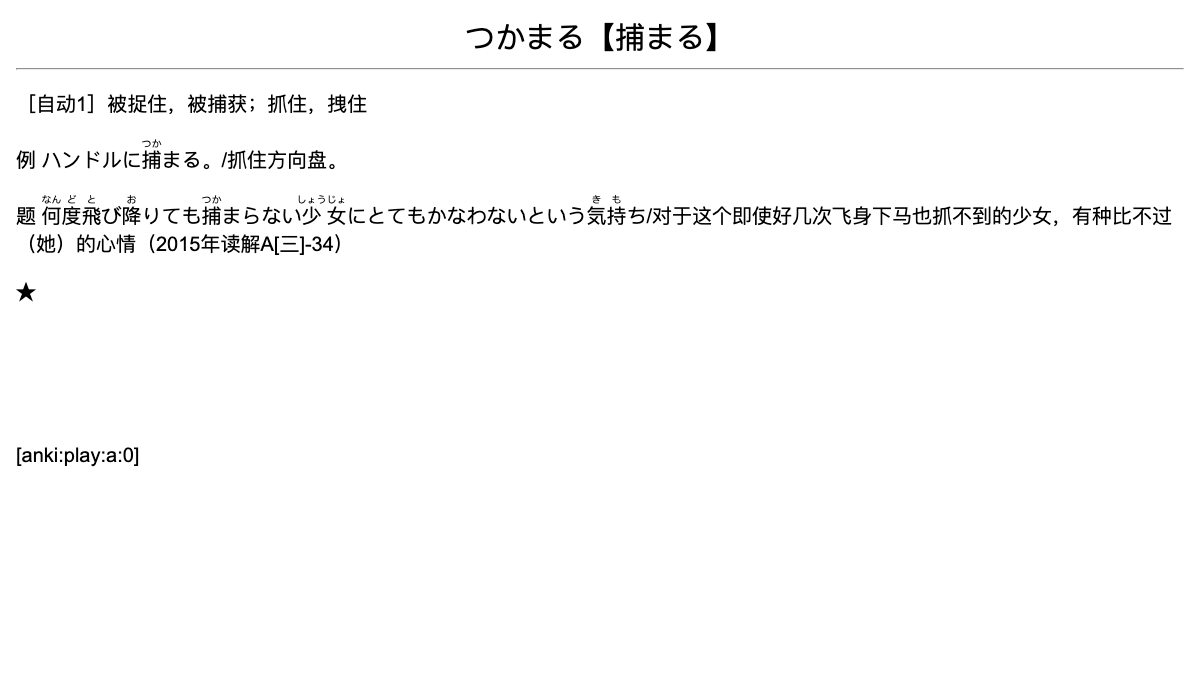 つかまる【捕まる】
［自动1］被捉住，被捕获；抓住，拽住
つか
例 ハンドルに捕まる。/抓住方向盘。
なん ど と お つか しょうじょ き も
题 何度飛び降りても捕まらない少女にとてもかなわないという気持ち/对于这个即使好几次飞身下马也抓不到的少女，有种比不过
（她）的心情（2015年读解A[三]-34）
★
[anki:play:a:0]